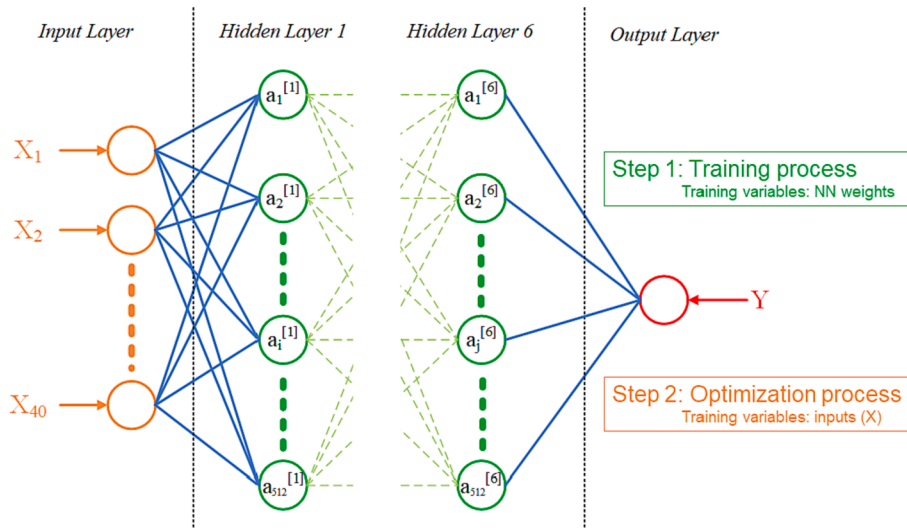 Input Layer
Hidden Layer 1
Hidden Layer 6
Output Layer
X₁
X₂
X₄₀
a₁[1]
a₂[1]
aᵢ[1]
a₅₁₂[1]
a₁[6]
a₂[6]
aⱼ[6]
a₅₁₂[6]
Y
Step 1: Training process
Training variables: NN weights
Step 2: Optimization process
Training variables: inputs (X)